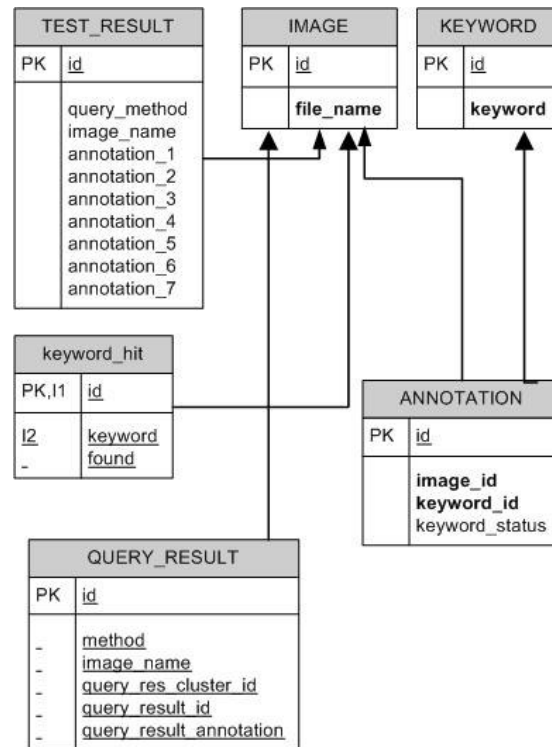 TEST_RESULT
PK id
query_method
image_name
annotation_1
annotation_2
annotation_3
annotation_4
annotation_5
annotation_6
annotation_7
IMAGE
PK id
file_name
KEYWORD
PK id
keyword
keyword_hit
PK,I1 id
I2 keyword
_ found
ANNOTATION
PK id
image_id
keyword_id
keyword_status
QUERY_RESULT
PK id
_ method
_ image_name
_ query_res_cluster_id
_ query_result_id
_ query_result_annotation